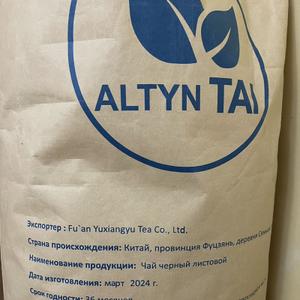 ALTYN TAI
Экспортер : Fu`an Yuxiangyu Tea Co., Ltd.
Страна происхождения: Китай, провинция Фуцзянь, деревня
Наименование продукции: Чай черный листовой
Дата изготовления: март 2024 г.
Срок годности: 36 месяцев